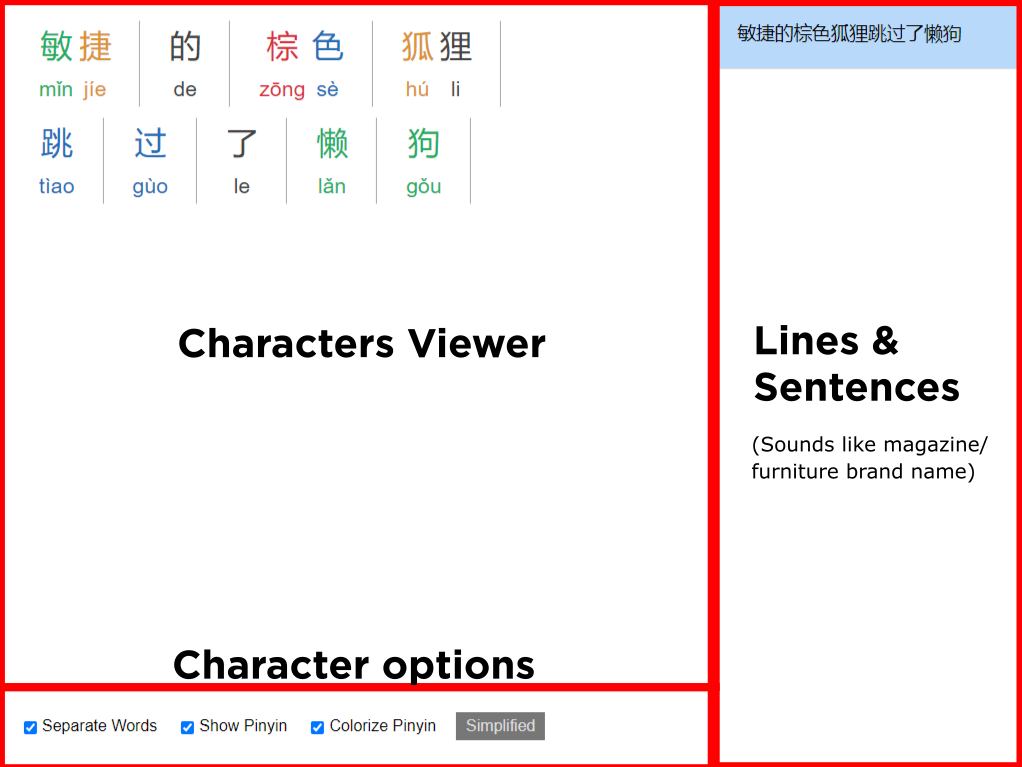 敏捷 的 棕色 狐狸
mǐn jíe de zōng sè hú li
跳 过 了 懒 狗
tìao gùo le lǎn gǒu
Characters Viewer
Character options
Separate Words Show Pinyin Colorize Pinyin Simplified
敏捷的棕色狐狸跳过了懒狗
Lines &
Sentences
(Sounds like magazine/
furniture brand name)